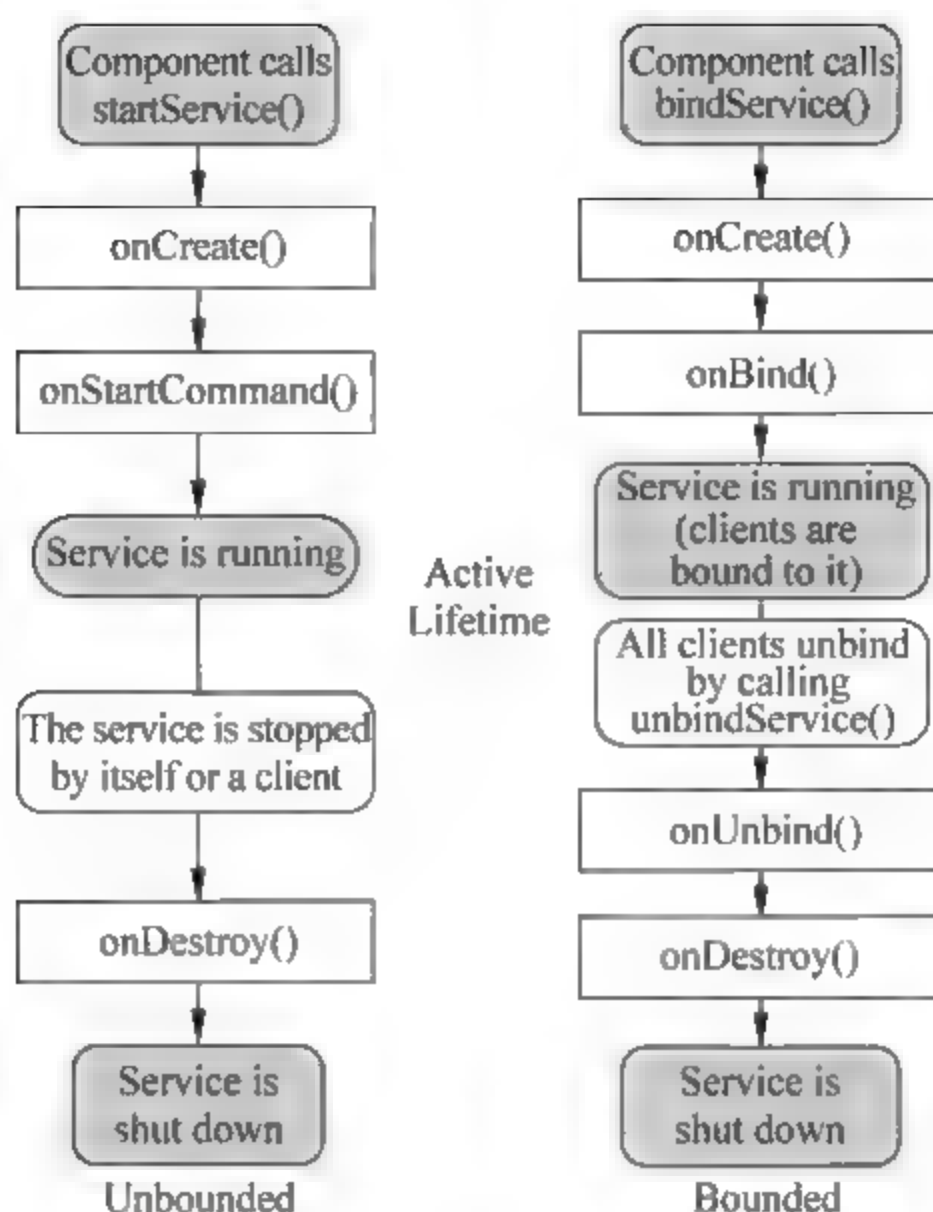 Component calls
startService()
onCreate()
onStartCommand()
Service is running
The service is stopped
by itself or a client
onDestroy()
Service is
shut down
Unbounded
Active
Lifetime
Component calls
bindService()
onCreate()
onBind()
Service is running
(clients are
bound to it)
All clients unbind
by calling
unbindService()
onUnbind()
onDestroy()
Service is
shut down
Bounded